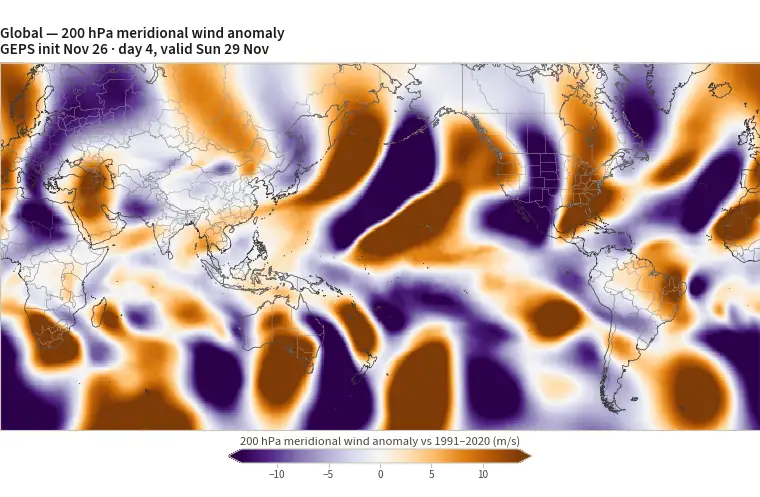 Global — 200 hPa meridional wind anomaly
GEPS init Nov 26 · day 4, valid Sun 29 Nov
200 hPa meridional wind anomaly vs 1991–2020 (m/s)
−10 −5 0 5 10